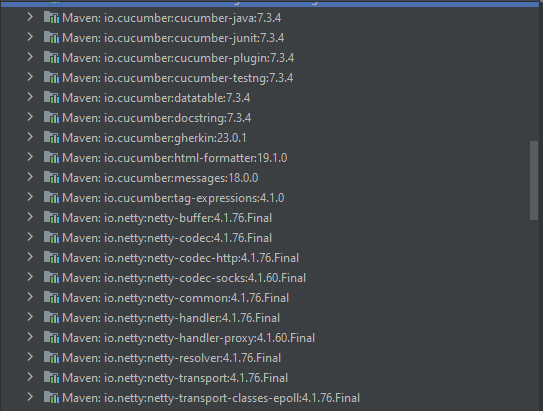 Maven: io.cucumber:cucumber-java:7.3.4
Maven: io.cucumber:cucumber-junit:7.3.4
Maven: io.cucumber:cucumber-plugin:7.3.4
Maven: io.cucumber:cucumber-testng:7.3.4
Maven: io.cucumber:datatable:7.3.4
Maven: io.cucumber:docstring:7.3.4
Maven: io.cucumber:gherkin:23.0.1
Maven: io.cucumber:html-formatter:19.1.0
Maven: io.cucumber:messages:18.0.0
Maven: io.cucumber:tag-expressions:4.1.0
Maven: io.netty:netty-buffer:4.1.76.Final
Maven: io.netty:netty-codec:4.1.76.Final
Maven: io.netty:netty-codec-http:4.1.76.Final
Maven: io.netty:netty-codec-socks:4.1.60.Final
Maven: io.netty:netty-common:4.1.76.Final
Maven: io.netty:netty-handler:4.1.76.Final
Maven: io.netty:netty-handler-proxy:4.1.60.Final
Maven: io.netty:netty-resolver:4.1.76.Final
Maven: io.netty:netty-transport:4.1.76.Final
Maven: io.netty:netty-transport-classes-epoll:4.1.76.Final